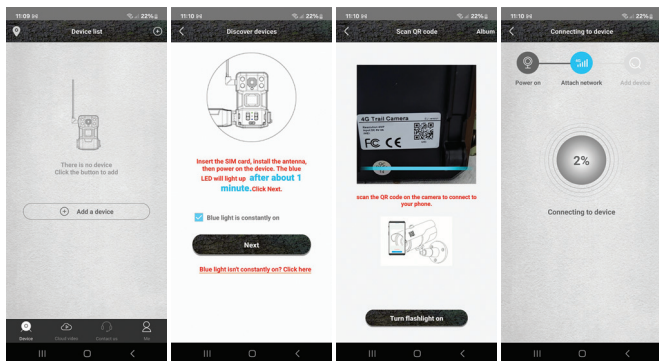 11:09
22%
Device list
There is no device
Click the button to add
Add a device
Device
Cloud video
Contact us
Me
11:10
22%
Discover devices
Insert the SIM card, install the antenna,
then power on the device. The blue
LED will light up after about 1
minute.Click Next.
Blue light is constantly on
Next
Blue light isn't constantly on? Click here
11:10
22%
Scan QR code
Album
4G Trail Camera
FC CE
scan the QR code on the camera to connect to
your phone.
Turn flashlight on
11:10
22%
Connecting to device
Power on
Attach network
Add device
2%
Connecting to device